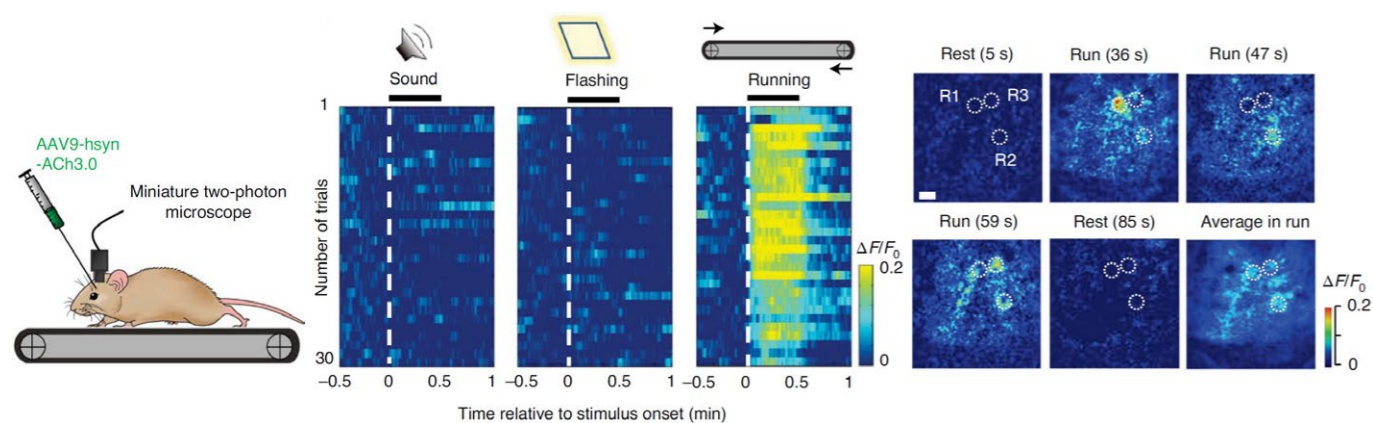 AAV9-hsyn
-ACh3.0
Miniature two-photon
microscope
Sound
Flashing
Running
Number of trials
1
30
−0.5 0 0.5 1
−0.5 0 0.5 1
−0.5 0 0.5 1
Time relative to stimulus onset (min)
ΔF/F0
0.2
0
Rest (5 s)
Run (36 s)
Run (47 s)
R1
R3
R2
Run (59 s)
Rest (85 s)
Average in run
ΔF/F0
0.2
0